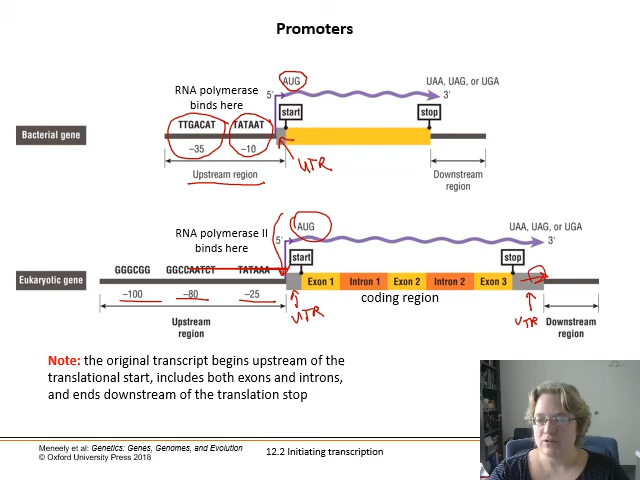 Promoters
AUG
UAA, UAG, or UGA
RNA polymerase
binds here
5′
3′
start
stop
TTGACAT
TATAAT
Bacterial gene
–35
–10
UTR
Upstream region
Downstream
region
AUG
UAA, UAG, or UGA
RNA polymerase II
binds here
5′
3′
start
stop
GGGCGG
GGCCAATCT
TATAAA
Eukaryotic gene
Exon 1
Intron 1
Exon 2
Intron 2
Exon 3
–100
–80
–25
coding region
UTR
UTR
Upstream
region
Downstream
region
Note: the original transcript begins upstream of the
translational start, includes both exons and introns,
and ends downstream of the translation stop
Meneely et al: Genetics: Genes, Genomes, and Evolution
© Oxford University Press 2018
12.2 Initiating transcription